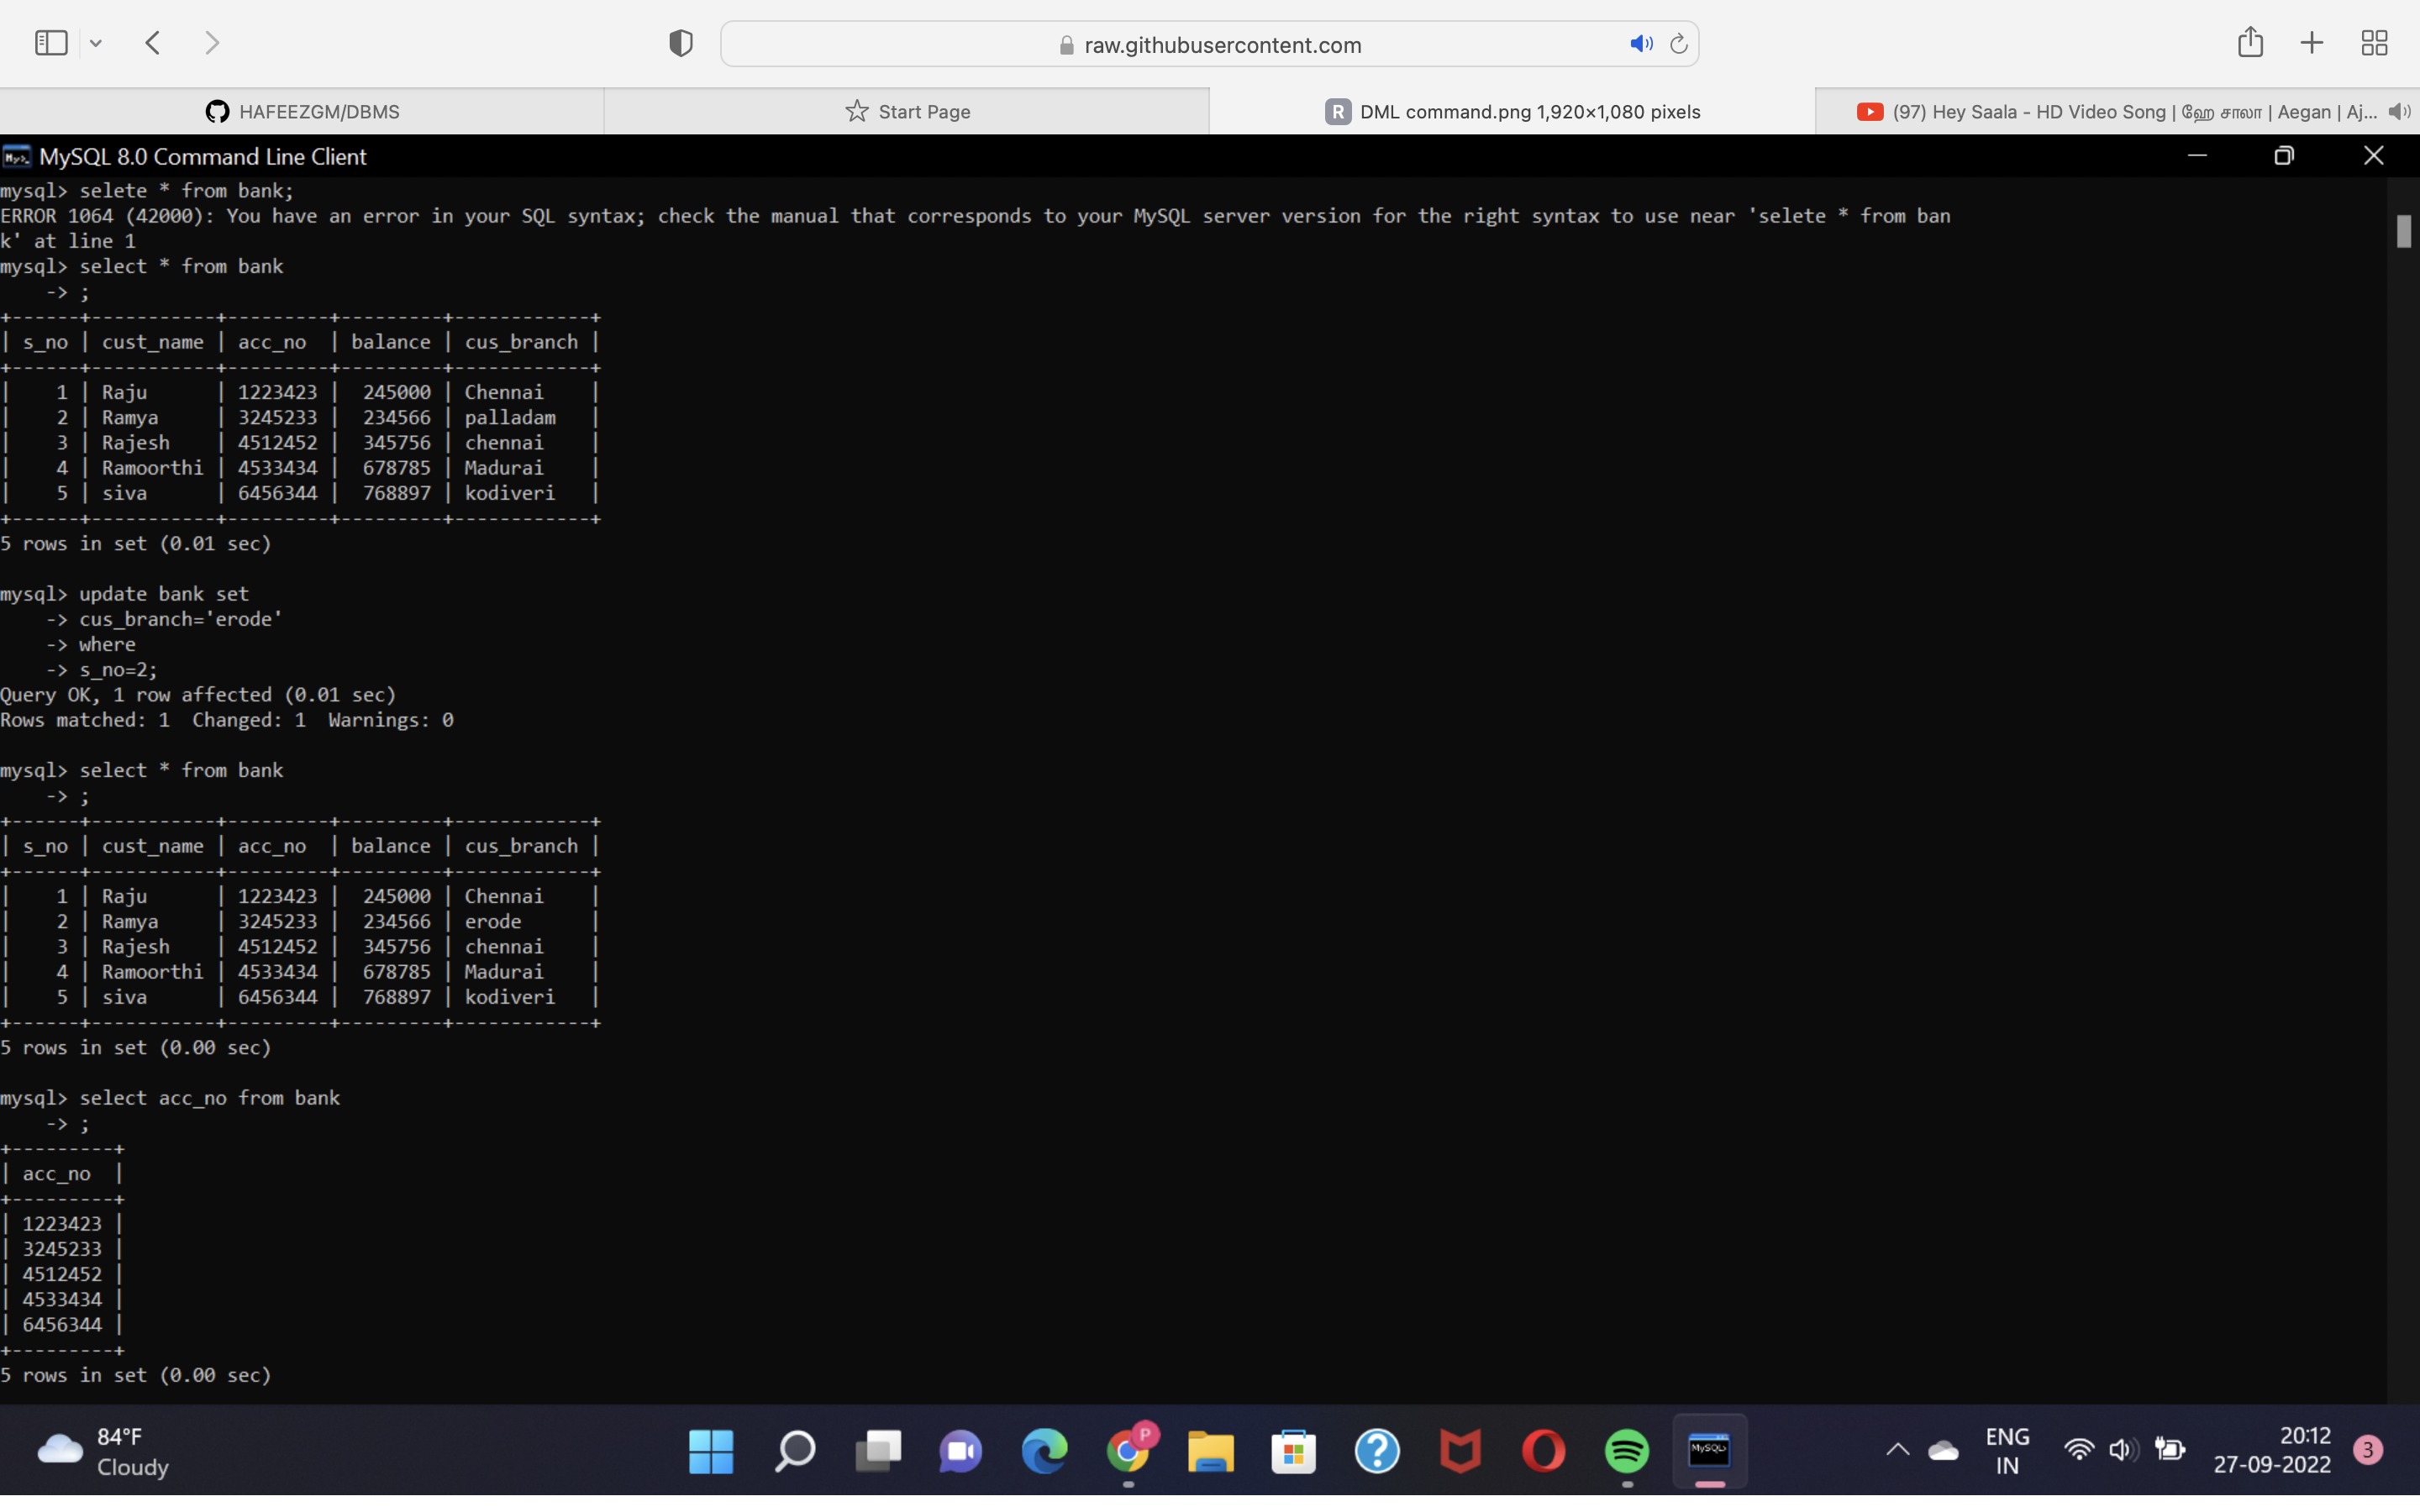 raw.githubusercontent.com
HAFEEZGM/DBMS
Start Page
R DML command.png 1,920×1,080 pixels
(97) Hey Saala - HD Video Song | ஹே சாலா | Aegan | Aj...
MySQL 8.0 Command Line Client
mysql> selete * from bank;
ERROR 1064 (42000): You have an error in your SQL syntax; check the manual that corresponds to your MySQL server version for the right syntax to use near 'selete * from ban
k' at line 1
mysql> select * from bank
    -> ;
+------+-----------+---------+---------+------------+
| s_no | cust_name | acc_no  | balance | cus_branch |
+------+-----------+---------+---------+------------+
|    1 | Raju      | 1223423 |  245000 | Chennai    |
|    2 | Ramya     | 3245233 |  234566 | palladam   |
|    3 | Rajesh    | 4512452 |  345756 | chennai    |
|    4 | Ramoorthi | 4533434 |  678785 | Madurai    |
|    5 | siva      | 6456344 |  768897 | kodiveri   |
+------+-----------+---------+---------+------------+
5 rows in set (0.01 sec)
mysql> update bank set
    -> cus_branch='erode'
    -> where
    -> s_no=2;
Query OK, 1 row affected (0.01 sec)
Rows matched: 1  Changed: 1  Warnings: 0
mysql> select * from bank
    -> ;
+------+-----------+---------+---------+------------+
| s_no | cust_name | acc_no  | balance | cus_branch |
+------+-----------+---------+---------+------------+
|    1 | Raju      | 1223423 |  245000 | Chennai    |
|    2 | Ramya     | 3245233 |  234566 | erode      |
|    3 | Rajesh    | 4512452 |  345756 | chennai    |
|    4 | Ramoorthi | 4533434 |  678785 | Madurai    |
|    5 | siva      | 6456344 |  768897 | kodiveri   |
+------+-----------+---------+---------+------------+
5 rows in set (0.00 sec)
mysql> select acc_no from bank
    -> ;
+---------+
| acc_no  |
+---------+
| 1223423 |
| 3245233 |
| 4512452 |
| 4533434 |
| 6456344 |
+---------+
5 rows in set (0.00 sec)
84°F
Cloudy
P
MySQL
ENG
IN
20:12
27-09-2022
3